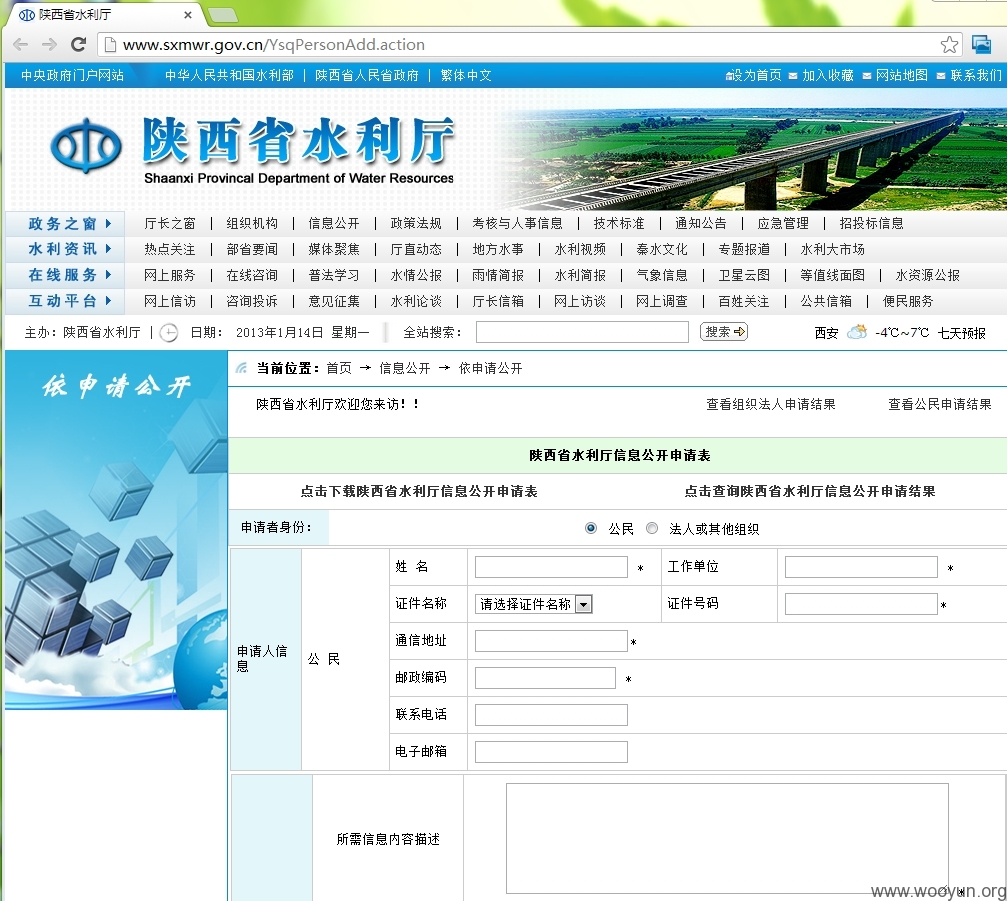 陕西省水利厅
www.sxmwr.gov.cn/YsqPersonAdd.action
中央政府门户网站 中华人民共和国水利部 | 陕西省人民省政府 | 繁体中文 设为首页 加入收藏 网站地图 联系我们
陕西省水利厅
Shaanxi Provincal Department of Water Resources
政务之窗 厅长之窗 | 组织机构 | 信息公开 | 政策法规 | 考核与人事信息 | 技术标准 | 通知公告 | 应急管理 | 招投标信息
水利资讯 热点关注 | 部省要闻 | 媒体聚焦 | 厅直动态 | 地方水事 | 水利视频 | 秦水文化 | 专题报道 | 水利大市场
在线服务 网上服务 | 在线咨询 | 普法学习 | 水情公报 | 雨情简报 | 水利简报 | 气象信息 | 卫星云图 | 等值线面图 | 水资源公报
互动平台 网上信访 | 咨询投诉 | 意见征集 | 水利论谈 | 厅长信箱 | 网上访谈 | 网上调查 | 百姓关注 | 公共信箱 | 便民服务
主办：陕西省水利厅 | 日期： 2013年1月14日 星期一 全站搜索： 搜索 西安 -4℃~7℃ 七天预报
依申请公开
当前位置：首页 → 信息公开 → 依申请公开
陕西省水利厅欢迎您来访！！ 查看组织法人申请结果 查看公民申请结果
陕西省水利厅信息公开申请表
点击下载陕西省水利厅信息公开申请表 点击查询陕西省水利厅信息公开申请结果
申请者身份： 公民 法人或其他组织
申请人信息
公 民
姓 名 * 工作单位 *
证件名称 请选择证件名称 证件号码 *
通信地址 *
邮政编码 *
联系电话
电子邮箱
所需信息内容描述 *
www.wooyun.org